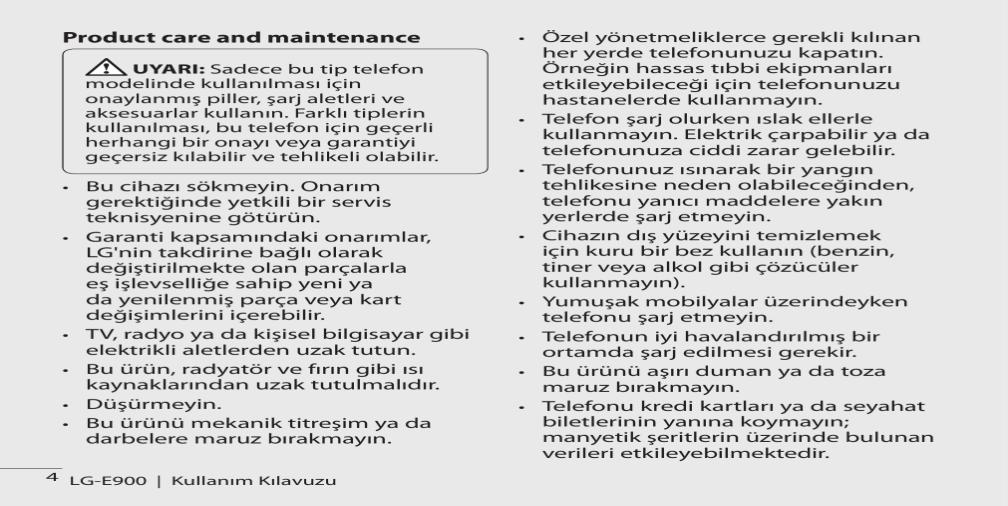 Product care and maintenance
UYARI: Sadece bu tip telefon
modelinde kullanılması için
onaylanmış piller, şarj aletleri ve
aksesuarlar kullanın. Farklı tiplerin
kullanılması, bu telefon için geçerli
herhangi bir onayı veya garantiyi
geçersiz kılabilir ve tehlikeli olabilir.
• Bu cihazı sökmeyin. Onarım
gerektiğinde yetkili bir servis
teknisyenine götürün.
• Garanti kapsamındaki onarımlar,
LG'nin takdirine bağlı olarak
değiştirilmekte olan parçalarla
eş işlevselliğe sahip yeni ya
da yenilenmiş parça veya kart
değişimlerini içerebilir.
• TV, radyo ya da kişisel bilgisayar gibi
elektrikli aletlerden uzak tutun.
• Bu ürün, radyatör ve fırın gibi ısı
kaynaklarından uzak tutulmalıdır.
• Düşürmeyin.
• Bu ürünü mekanik titreşim ya da
darbelere maruz bırakmayın.
• Özel yönetmeliklerce gerekli kılınan
her yerde telefonunuzu kapatın.
Örneğin hassas tıbbi ekipmanları
etkileyebileceği için telefonunuzu
hastanelerde kullanmayın.
• Telefon şarj olurken ıslak ellerle
kullanmayın. Elektrik çarpabilir ya da
telefonunuza ciddi zarar gelebilir.
• Telefonunuz ısınarak bir yangın
tehlikesine neden olabileceğinden,
telefonu yanıcı maddelere yakın
yerlerde şarj etmeyin.
• Cihazın dış yüzeyini temizlemek
için kuru bir bez kullanın (benzin,
tiner veya alkol gibi çözücüler
kullanmayın).
• Yumuşak mobilyalar üzerindeyken
telefonu şarj etmeyin.
• Telefonun iyi havalandırılmış bir
ortamda şarj edilmesi gerekir.
• Bu ürünü aşırı duman ya da toza
maruz bırakmayın.
• Telefonu kredi kartları ya da seyahat
biletlerinin yanına koymayın;
manyetik şeritlerin üzerinde bulunan
verileri etkileyebilmektedir.
4 LG-E900 | Kullanım Kılavuzu